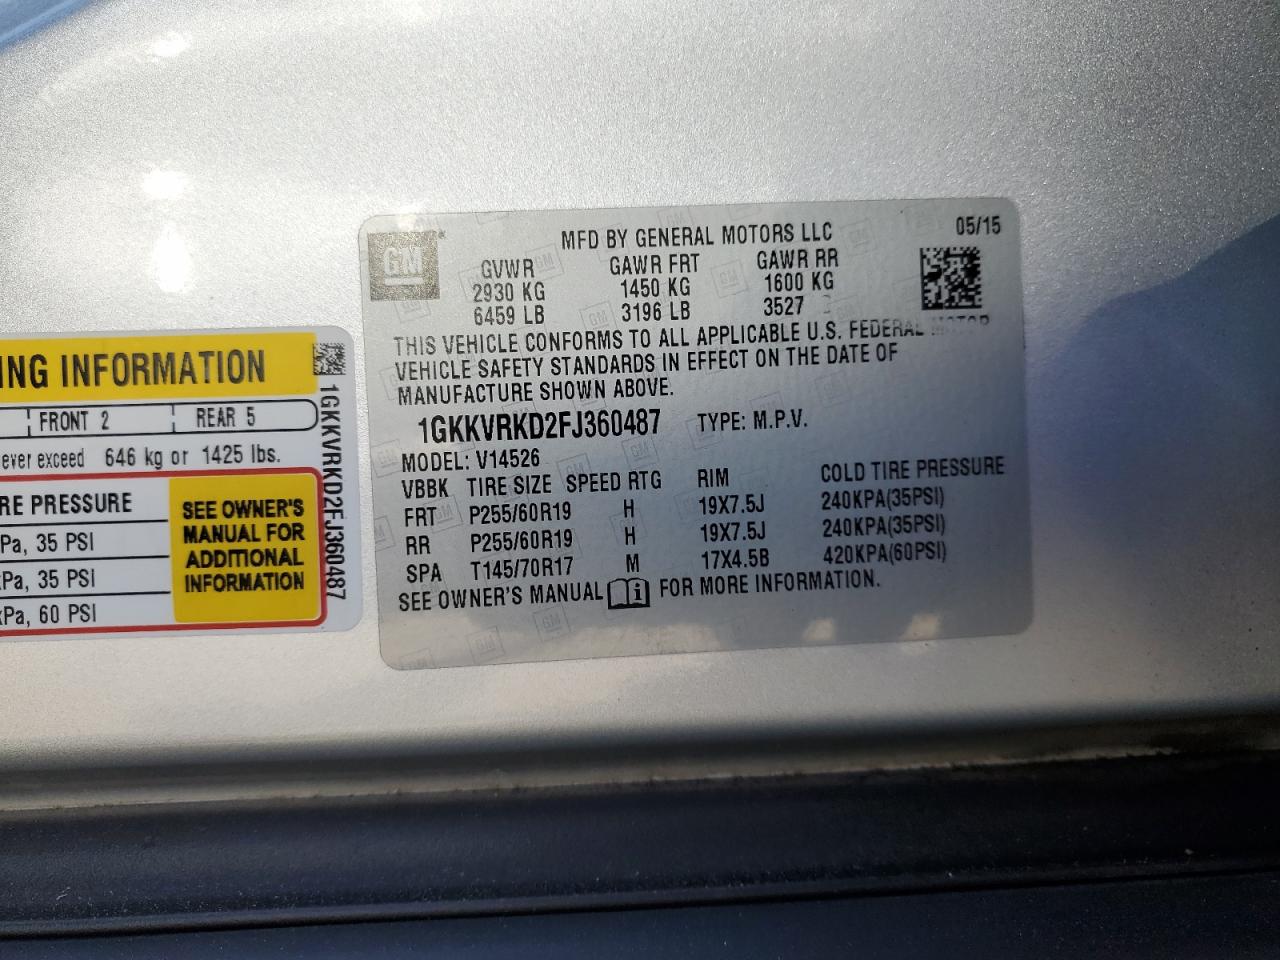 NG INFORMATION
FRONT 2 REAR 5
ever exceed 646 kg or 1425 lbs.
RE PRESSURE
Pa, 35 PSI
Pa, 35 PSI
Pa, 60 PSI
SEE OWNER'S
MANUAL FOR
ADDITIONAL
INFORMATION
1GKKVRKD2FJ360487
GM
MFD BY GENERAL MOTORS LLC 05/15
GVWR GAWR FRT GAWR RR
2930 KG 1450 KG 1600 KG
6459 LB 3196 LB 3527
THIS VEHICLE CONFORMS TO ALL APPLICABLE U.S. FEDERAL MOTOR
VEHICLE SAFETY STANDARDS IN EFFECT ON THE DATE OF
MANUFACTURE SHOWN ABOVE.
1GKKVRKD2FJ360487 TYPE: M.P.V.
MODEL: V14526
VBBK TIRE SIZE SPEED RTG RIM COLD TIRE PRESSURE
FRT P255/60R19 H 19X7.5J 240KPA(35PSI)
RR P255/60R19 H 19X7.5J 240KPA(35PSI)
SPA T145/70R17 M 17X4.5B 420KPA(60PSI)
SEE OWNER'S MANUAL FOR MORE INFORMATION.